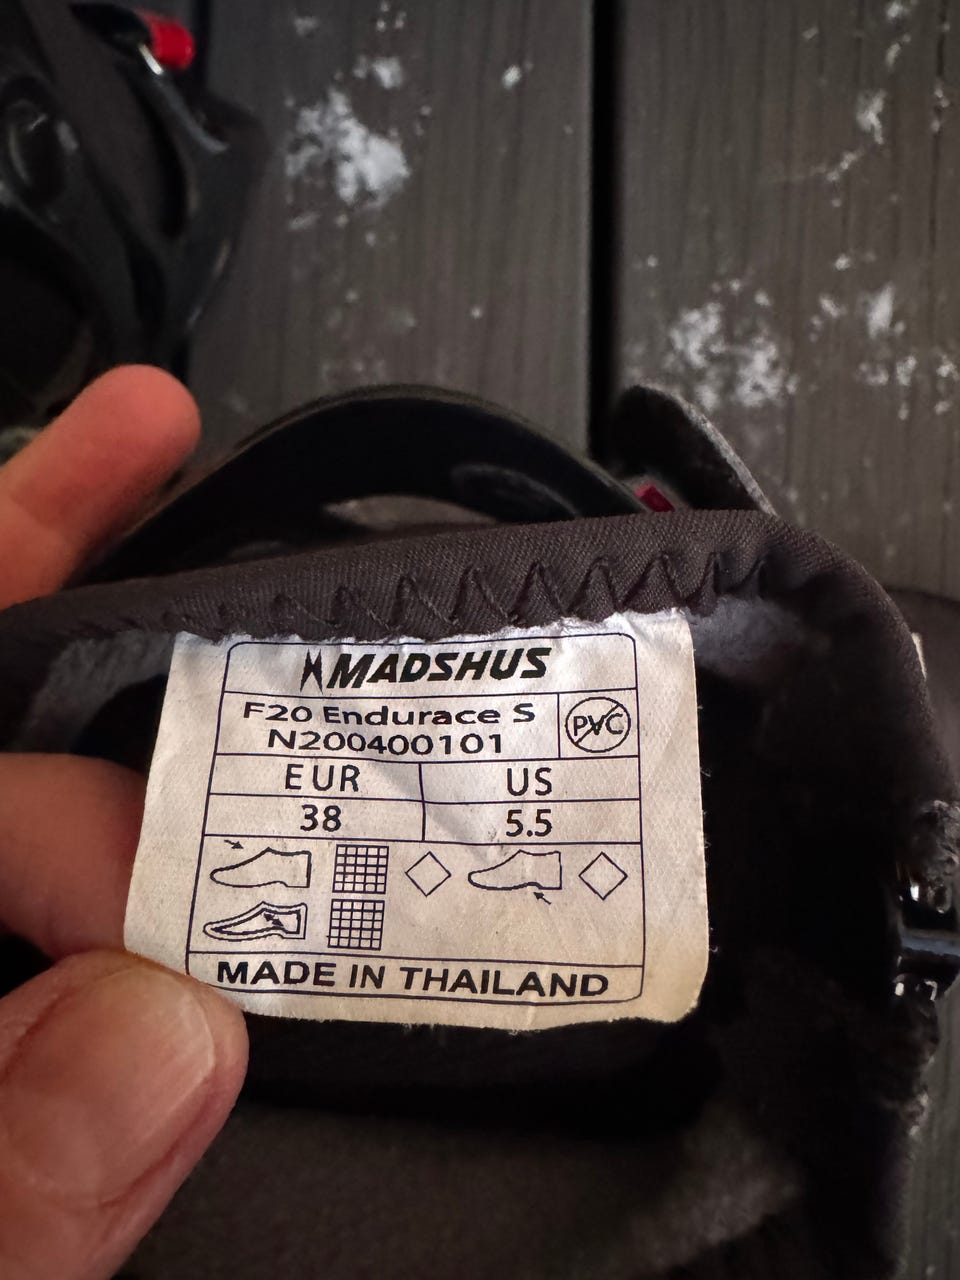 MADSHUS
F20 Endurace S
N200400101
PVC
EUR US
38 5.5
MADE IN THAILAND